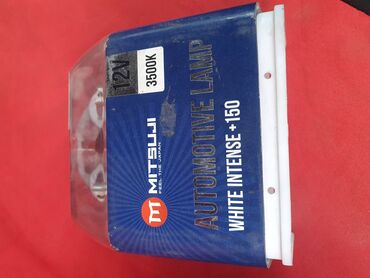 12V
3500K
MITSUJI
FEEL THE JAPAN
AUTOMOTIVE LAMP
WHITE INTENSE +150